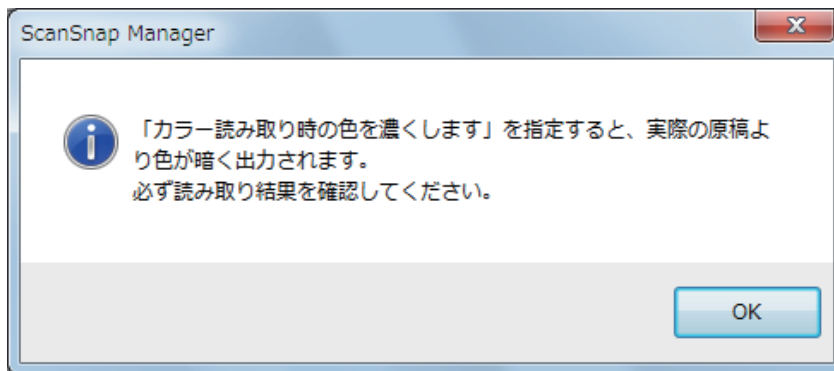 ScanSnap Manager
「カラー読み取り時の色を濃くします」を指定すると、実際の原稿よ
り色が暗く出力されます。
必ず読み取り結果を確認してください。
OK